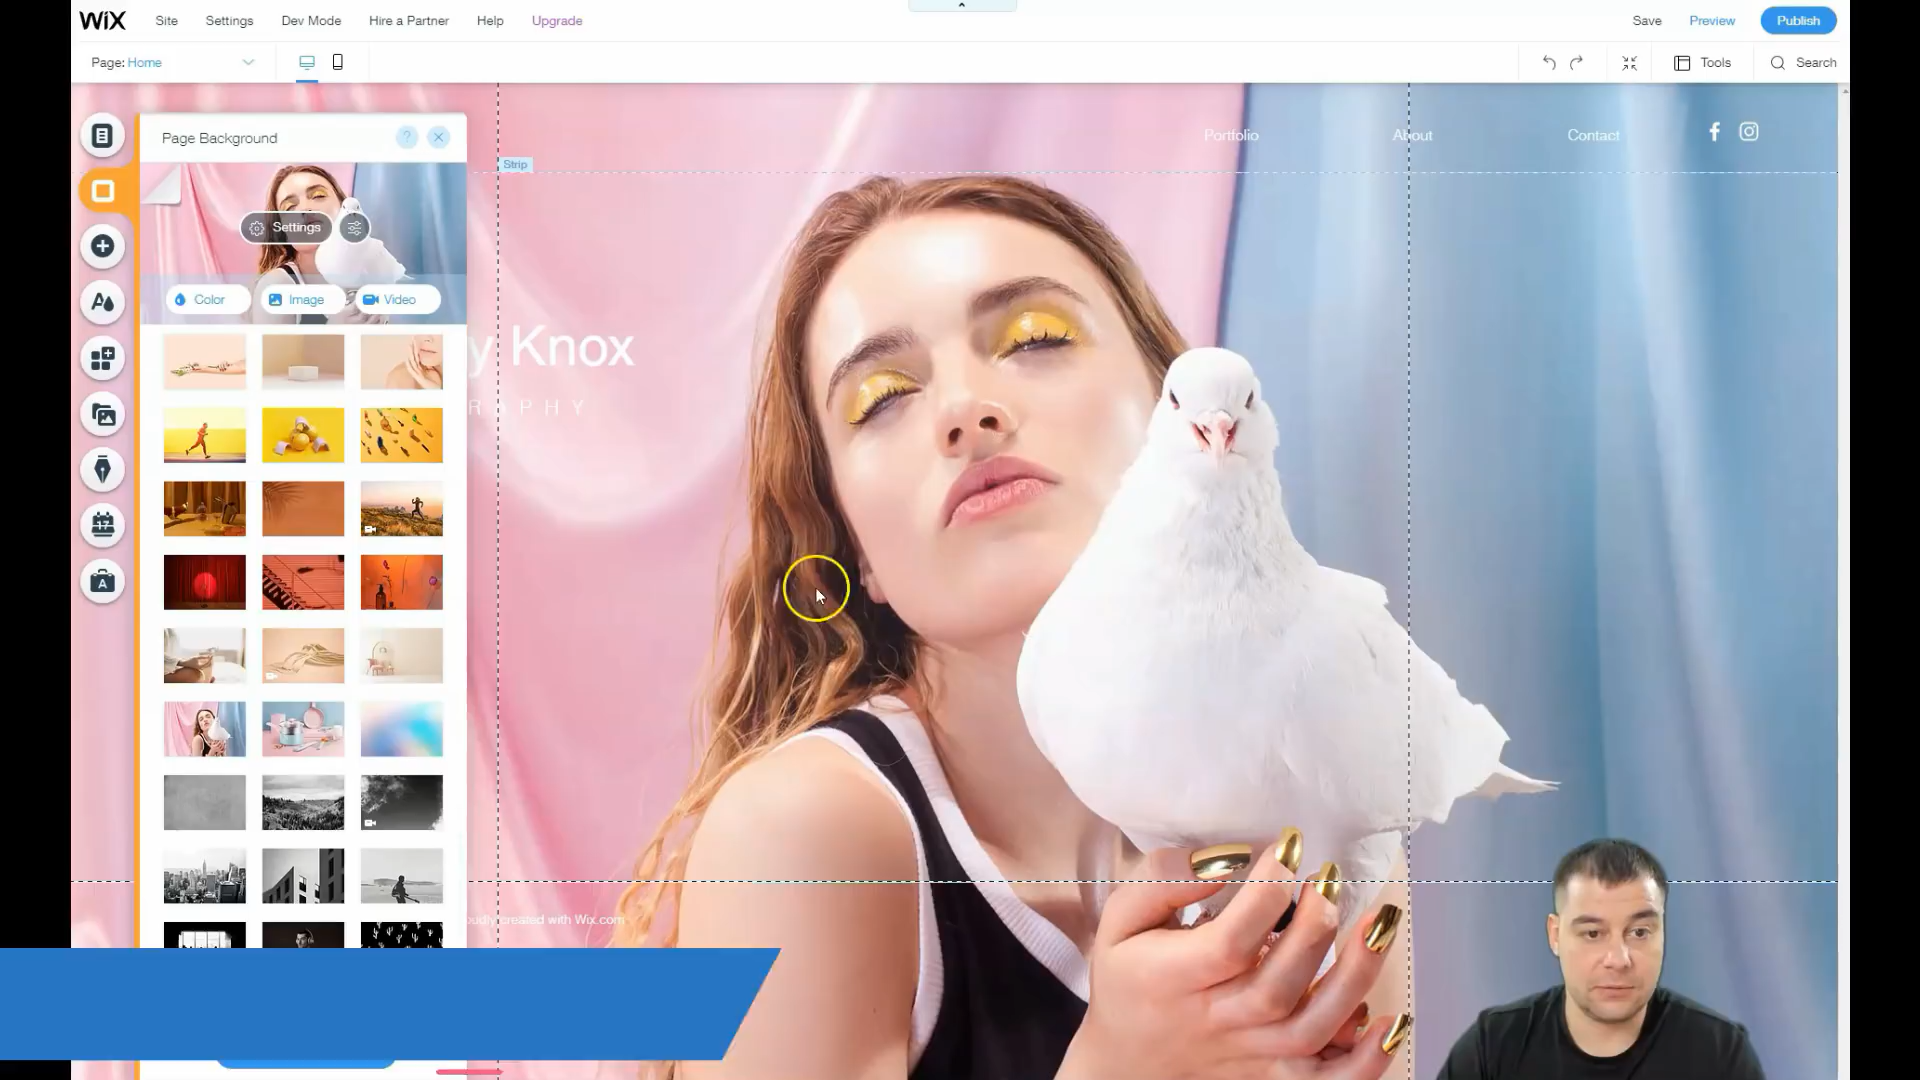 WiX Site Settings Dev Mode Hire a Partner Help Upgrade Save Preview Publish
Page: Home Tools Search
Page Background ?
Portfolio About Contact
Strip
Settings
Color Image Video
y Knox
RAPHY
created with Wix.com